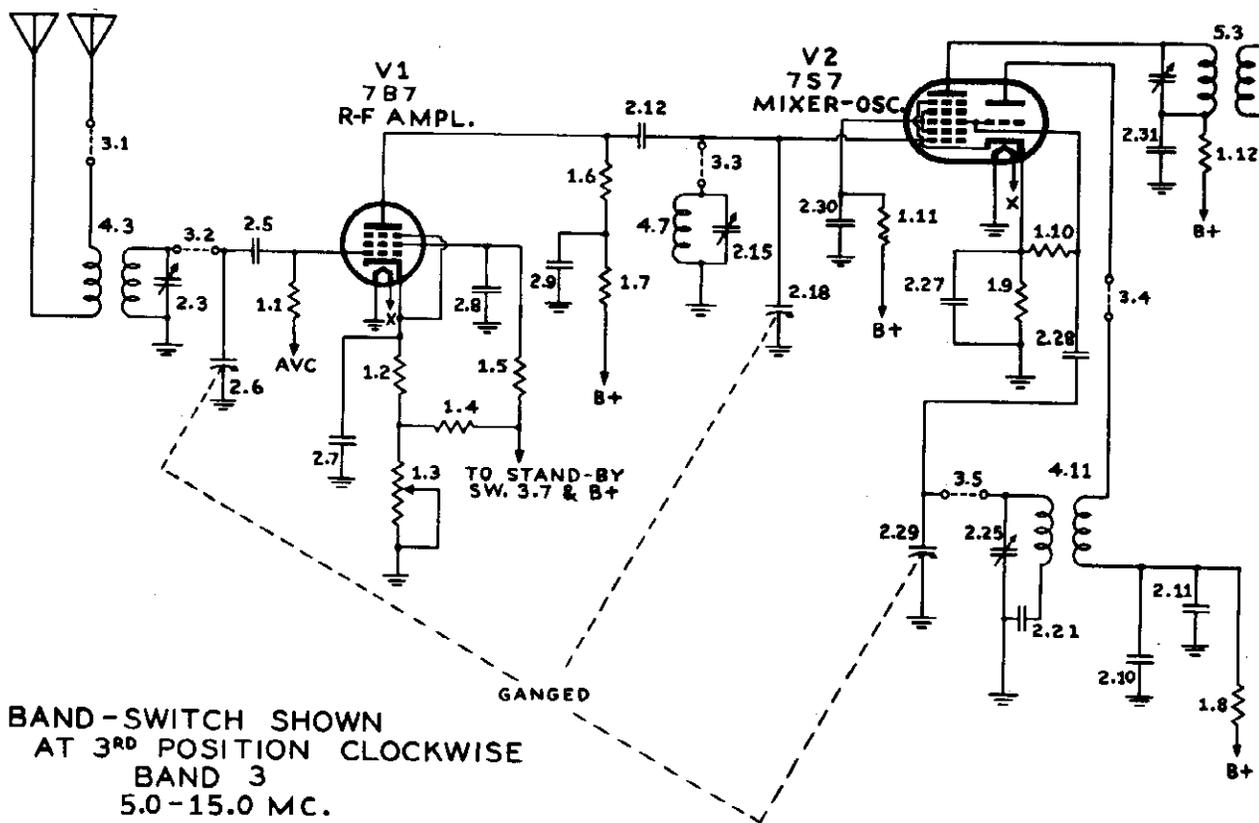 V1
7B7
R-F AMPL.
V2
7S7
MIXER-OSC.
5.3
3.1
2.12
3.3
2.31
1.12
B+
4.3
3.2
2.5
2.3
1.1
AVC
2.6
X
2.8
1.6
2.9
1.7
B+
4.7
2.15
2.18
2.30
1.11
B+
X
1.10
2.27
1.9
2.28
3.4
1.2
1.5
1.4
2.7
1.3
TO STAND-BY
SW. 3.7 & B+
2.29
3.5
2.25
4.11
2.21
2.10
2.11
1.8
B+
GANGED
BAND-SWITCH SHOWN
AT 3RD POSITION CLOCKWISE
BAND 3
5.0-15.0 MC.